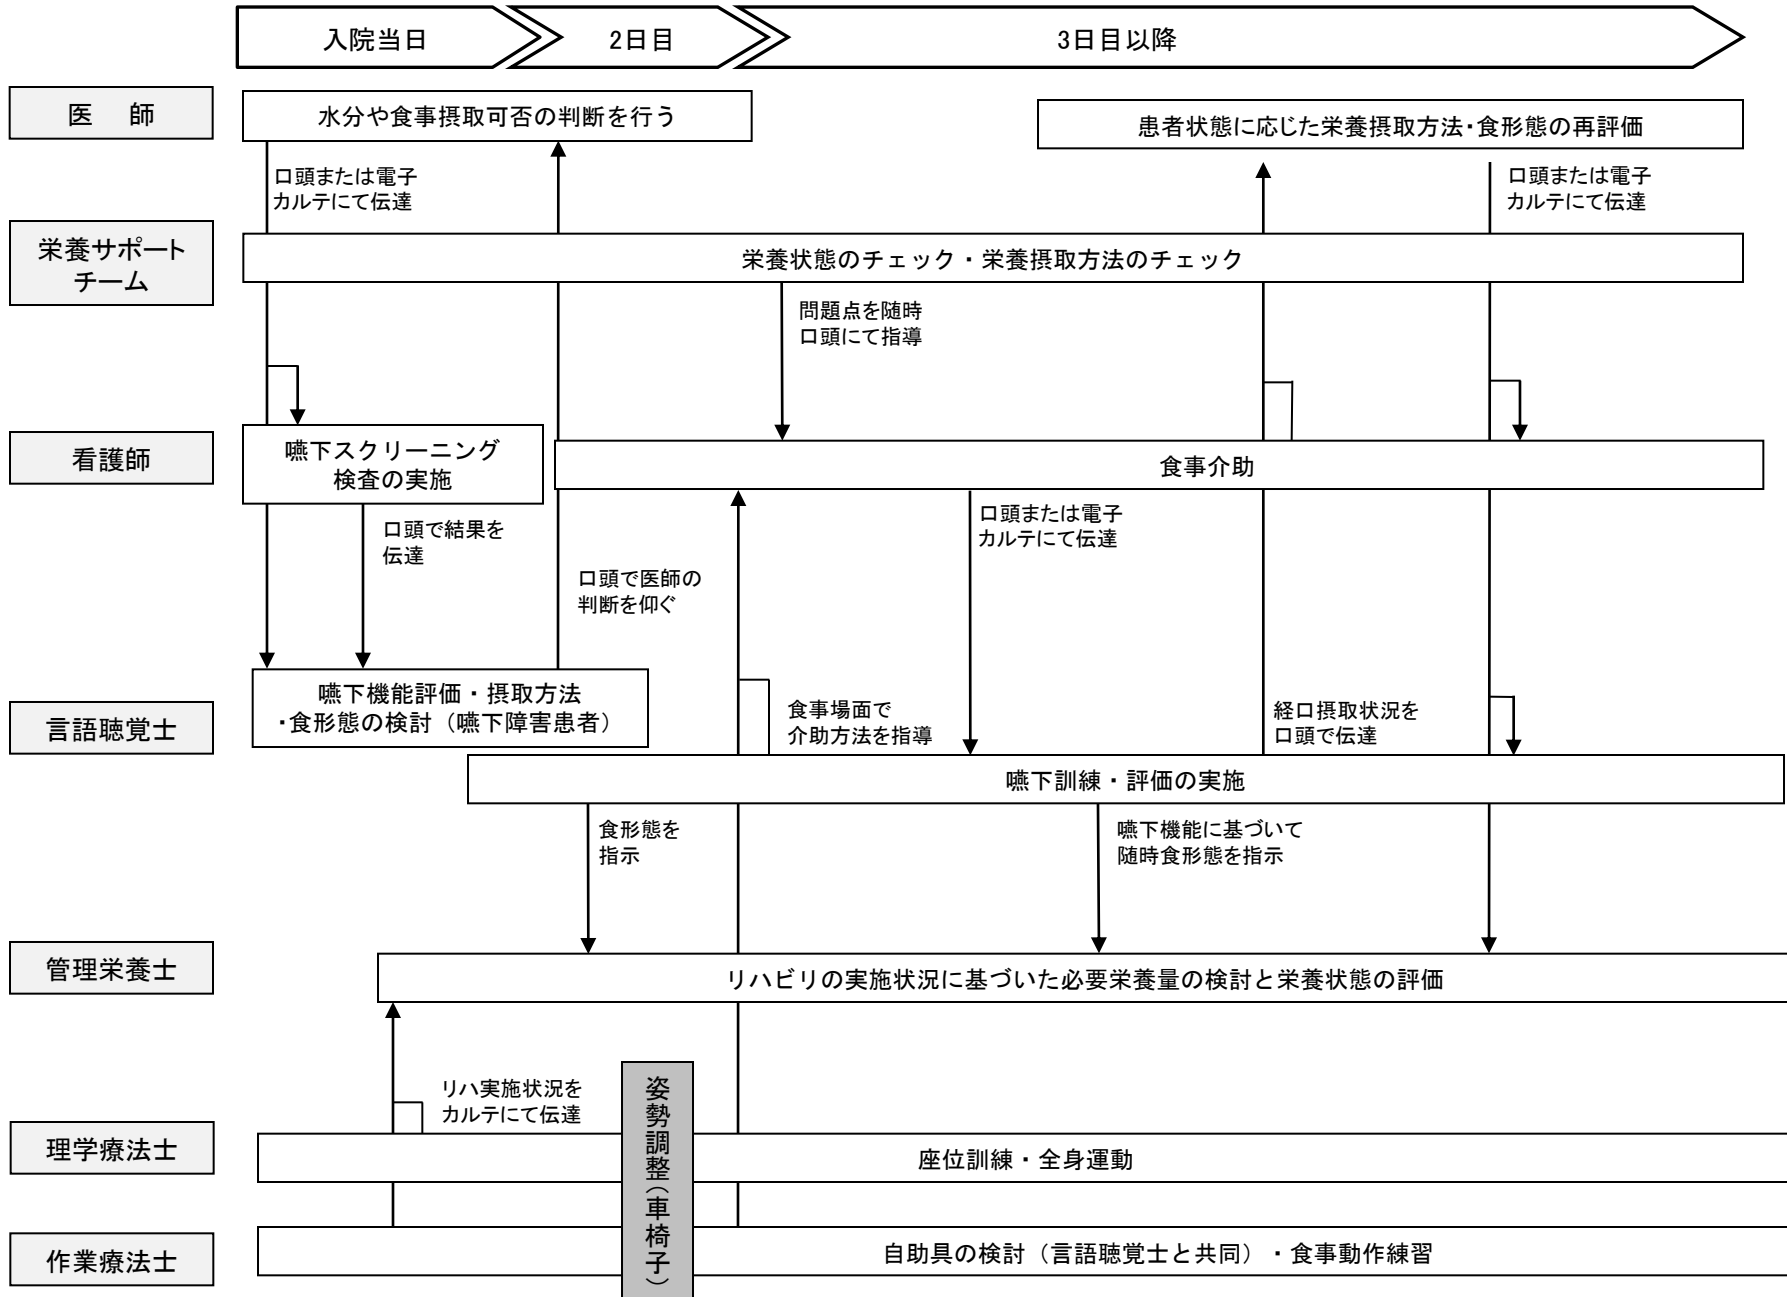 入院当日
2日目
3日目以降
医　師
水分や食事摂取可否の判断を行う
患者状態に応じた栄養摂取方法・食形態の再評価
口頭または電子
カルテにて伝達
口頭または電子
カルテにて伝達
栄養サポート
チーム
栄養状態のチェック・栄養摂取方法のチェック
問題点を随時
口頭にて指導
看護師
嚥下スクリーニング
検査の実施
食事介助
口頭で結果を
伝達
口頭または電子
カルテにて伝達
口頭で医師の
判断を仰ぐ
言語聴覚士
嚥下機能評価・摂取方法
・食形態の検討（嚥下障害患者）
食事場面で
介助方法を指導
経口摂取状況を
口頭で伝達
嚥下訓練・評価の実施
食形態を
指示
嚥下機能に基づいて
随時食形態を指示
管理栄養士
リハビリの実施状況に基づいた必要栄養量の検討と栄養状態の評価
リハ実施状況を
カルテにて伝達
姿勢調整（車椅子）
理学療法士
座位訓練・全身運動
作業療法士
自助具の検討（言語聴覚士と共同）・食事動作練習